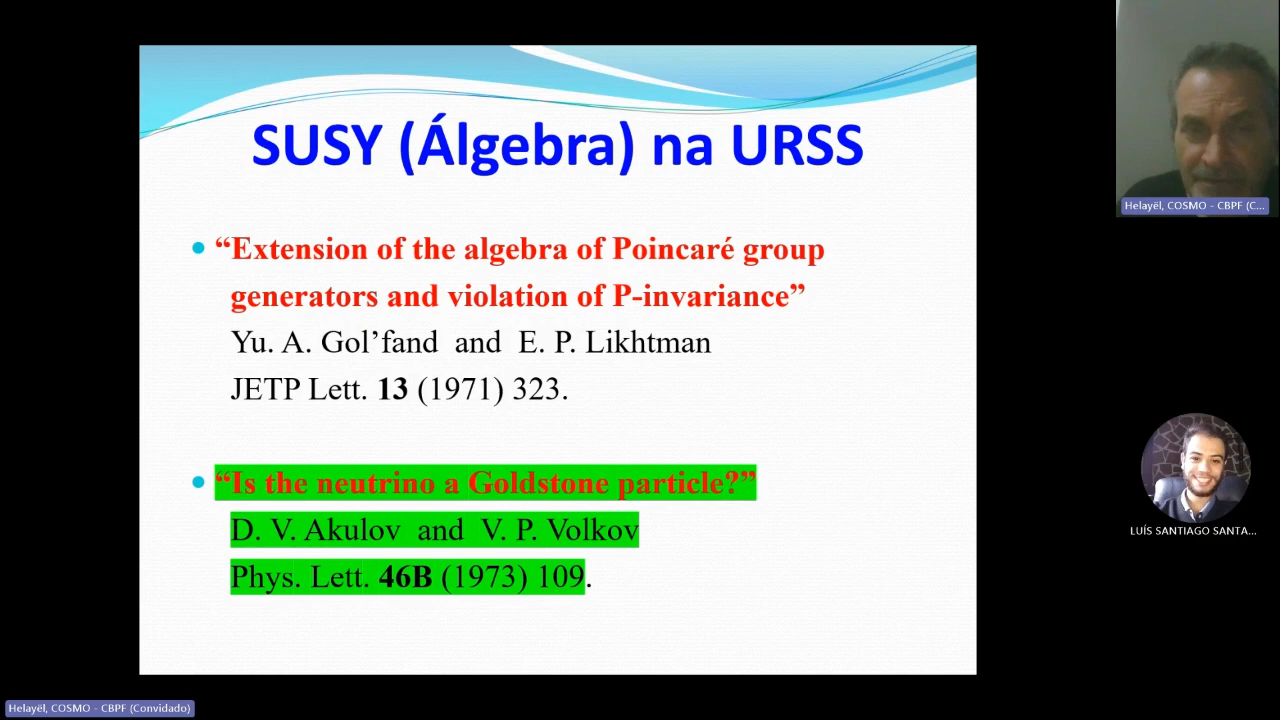 SUSY (Álgebra) na URSS
“Extension of the algebra of Poincaré group
generators and violation of P-invariance”
Yu. A. Gol’fand and E. P. Likhtman
JETP Lett. 13 (1971) 323.
“Is the neutrino a Goldstone particle?”
D. V. Akulov and V. P. Volkov
Phys. Lett. 46B (1973) 109.
Helayël, COSMO - CBPF (C...
LUÍS SANTIAGO SANTA...
Helayël, COSMO - CBPF (Convidado)